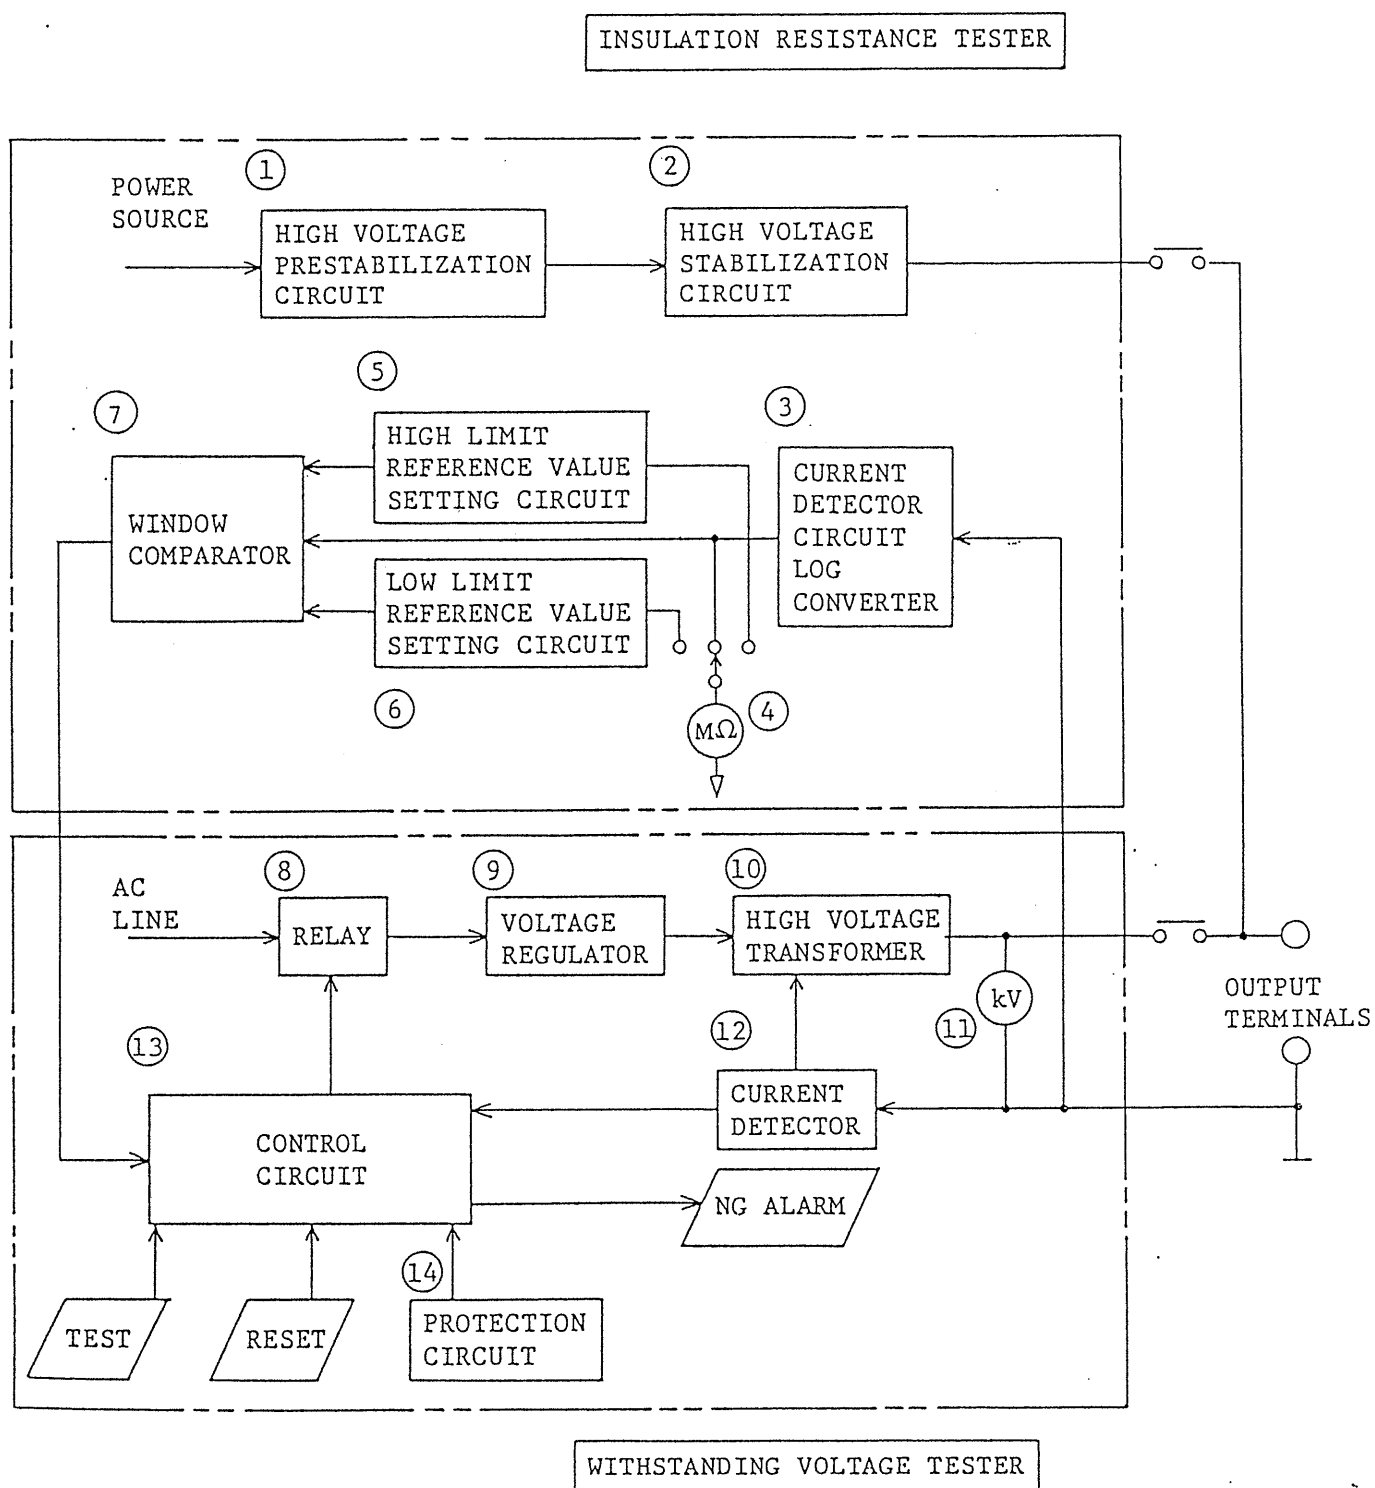 INSULATION RESISTANCE TESTER
1
2
POWER
SOURCE
HIGH VOLTAGE
PRESTABILIZATION
CIRCUIT
HIGH VOLTAGE
STABILIZATION
CIRCUIT
5
7
3
HIGH LIMIT
REFERENCE VALUE
SETTING CIRCUIT
CURRENT
DETECTOR
CIRCUIT
LOG
CONVERTER
WINDOW
COMPARATOR
LOW LIMIT
REFERENCE VALUE
SETTING CIRCUIT
6
4
MΩ
8
9
10
AC
LINE
RELAY
VOLTAGE
REGULATOR
HIGH VOLTAGE
TRANSFORMER
kV
OUTPUT
TERMINALS
11
12
13
CURRENT
DETECTOR
CONTROL
CIRCUIT
NG ALARM
14
TEST
RESET
PROTECTION
CIRCUIT
WITHSTANDING VOLTAGE TESTER